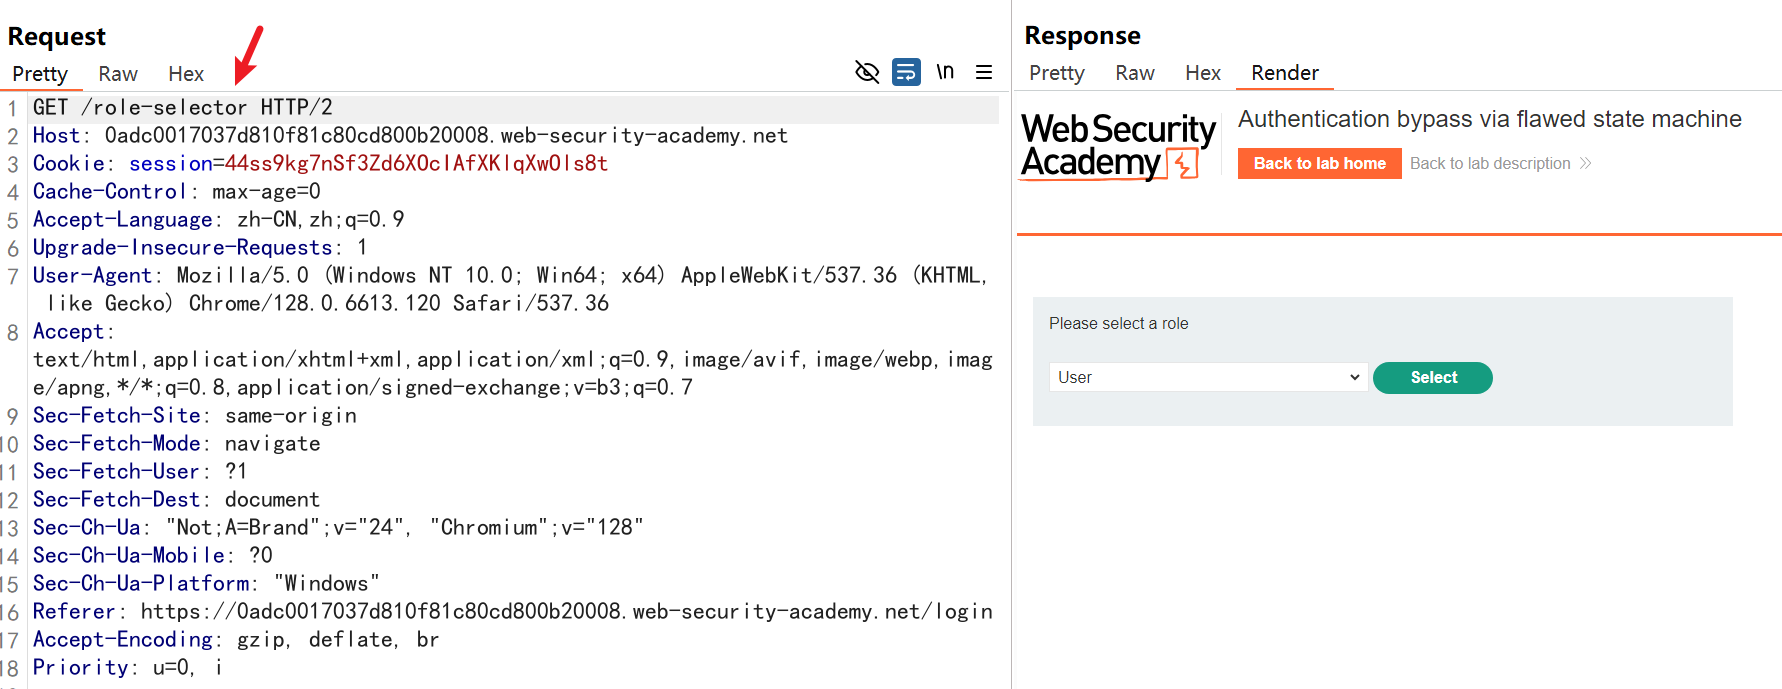 Request
Pretty Raw Hex
\n
1 GET /role-selector HTTP/2
2 Host: 0adc0017037d810f81c80cd800b20008.web-security-academy.net
3 Cookie: session=44ss9kg7nSf3Zd6XOclAfXKlqXwOls8t
4 Cache-Control: max-age=0
5 Accept-Language: zh-CN,zh;q=0.9
6 Upgrade-Insecure-Requests: 1
7 User-Agent: Mozilla/5.0 (Windows NT 10.0; Win64; x64) AppleWebKit/537.36 (KHTML,
like Gecko) Chrome/128.0.6613.120 Safari/537.36
8 Accept:
text/html,application/xhtml+xml,application/xml;q=0.9,image/avif,image/webp,imag
e/apng,*/*;q=0.8,application/signed-exchange;v=b3;q=0.7
9 Sec-Fetch-Site: same-origin
10 Sec-Fetch-Mode: navigate
11 Sec-Fetch-User: ?1
12 Sec-Fetch-Dest: document
13 Sec-Ch-Ua: "Not;A=Brand";v="24", "Chromium";v="128"
14 Sec-Ch-Ua-Mobile: ?0
15 Sec-Ch-Ua-Platform: "Windows"
16 Referer: https://0adc0017037d810f81c80cd800b20008.web-security-academy.net/login
17 Accept-Encoding: gzip, deflate, br
18 Priority: u=0, i
Response
Pretty Raw Hex Render
Web Security
Academy
Authentication bypass via flawed state machine
Back to lab home Back to lab description
Please select a role
User Select